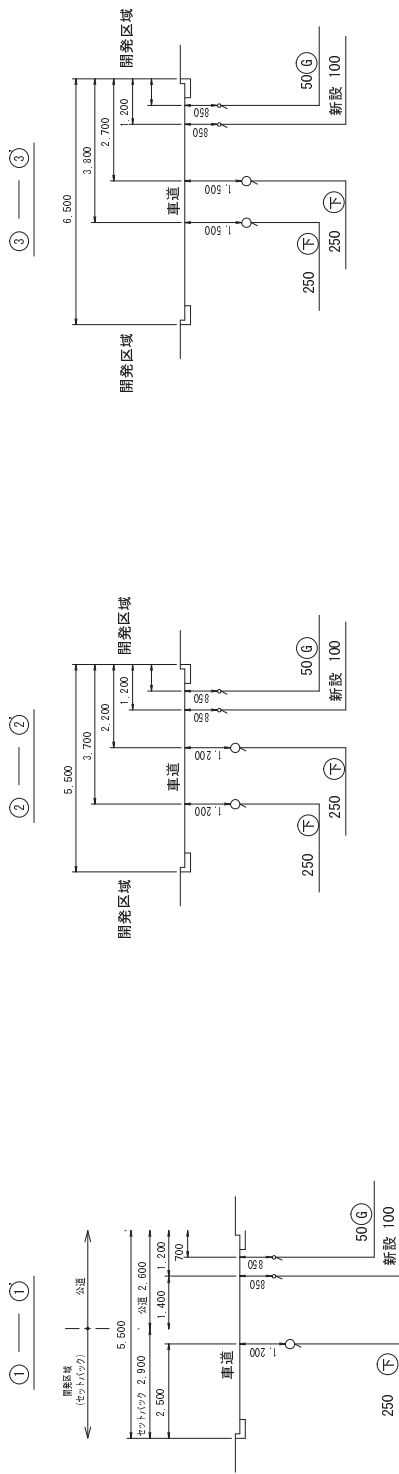 ① ― ①
開発区域
(セットバック)
公道
5.500
セットバック 2.900
公道 2.600
2.500
1.400
1.200
700
車道
1.200
850
850
50Ⓖ
新設 100
250 下
② ― ②
5.500
3.700
2.200
1.200
開発区域
開発区域
車道
1.200
1.200
850
850
50Ⓖ
新設 100
250 下
250 下
③ ― ③
6.500
3.800
2.700
1.200
開発区域
開発区域
車道
1.500
1.500
850
850
50Ⓖ
新設 100
250 下
250 下